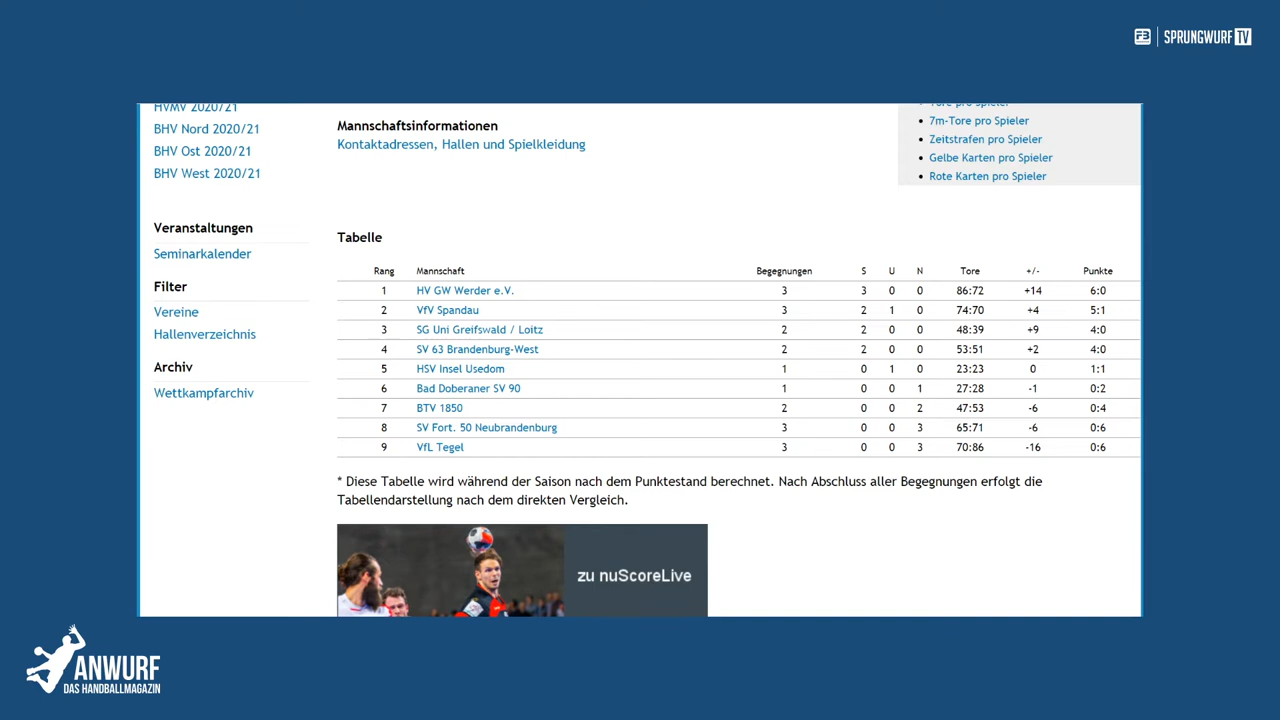 F3 SPRUNGWURF TV
HVMV 2020/21
BHV Nord 2020/21
BHV Ost 2020/21
BHV West 2020/21
Veranstaltungen
Seminarkalender
Filter
Vereine
Hallenverzeichnis
Archiv
Wettkampfarchiv
Mannschaftsinformationen
Kontaktadressen, Hallen und Spielkleidung
Tore pro Spieler
7m-Tore pro Spieler
Zeitstrafen pro Spieler
Gelbe Karten pro Spieler
Rote Karten pro Spieler
Tabelle
Rang Mannschaft Begegnungen S U N Tore +/- Punkte
1 HV GW Werder e.V. 3 3 0 0 86:72 +14 6:0
2 VfV Spandau 3 2 1 0 74:70 +4 5:1
3 SG Uni Greifswald / Loitz 2 2 0 0 48:39 +9 4:0
4 SV 63 Brandenburg-West 2 2 0 0 53:51 +2 4:0
5 HSV Insel Usedom 1 0 1 0 23:23 0 1:1
6 Bad Doberaner SV 90 1 0 0 1 27:28 -1 0:2
7 BTV 1850 2 0 0 2 47:53 -6 0:4
8 SV Fort. 50 Neubrandenburg 3 0 0 3 65:71 -6 0:6
9 VfL Tegel 3 0 0 3 70:86 -16 0:6
* Diese Tabelle wird während der Saison nach dem Punktestand berechnet. Nach Abschluss aller Begegnungen erfolgt die
Tabellendarstellung nach dem direkten Vergleich.
zu nuScoreLive
ANWURF
DAS HANDBALLMAGAZIN